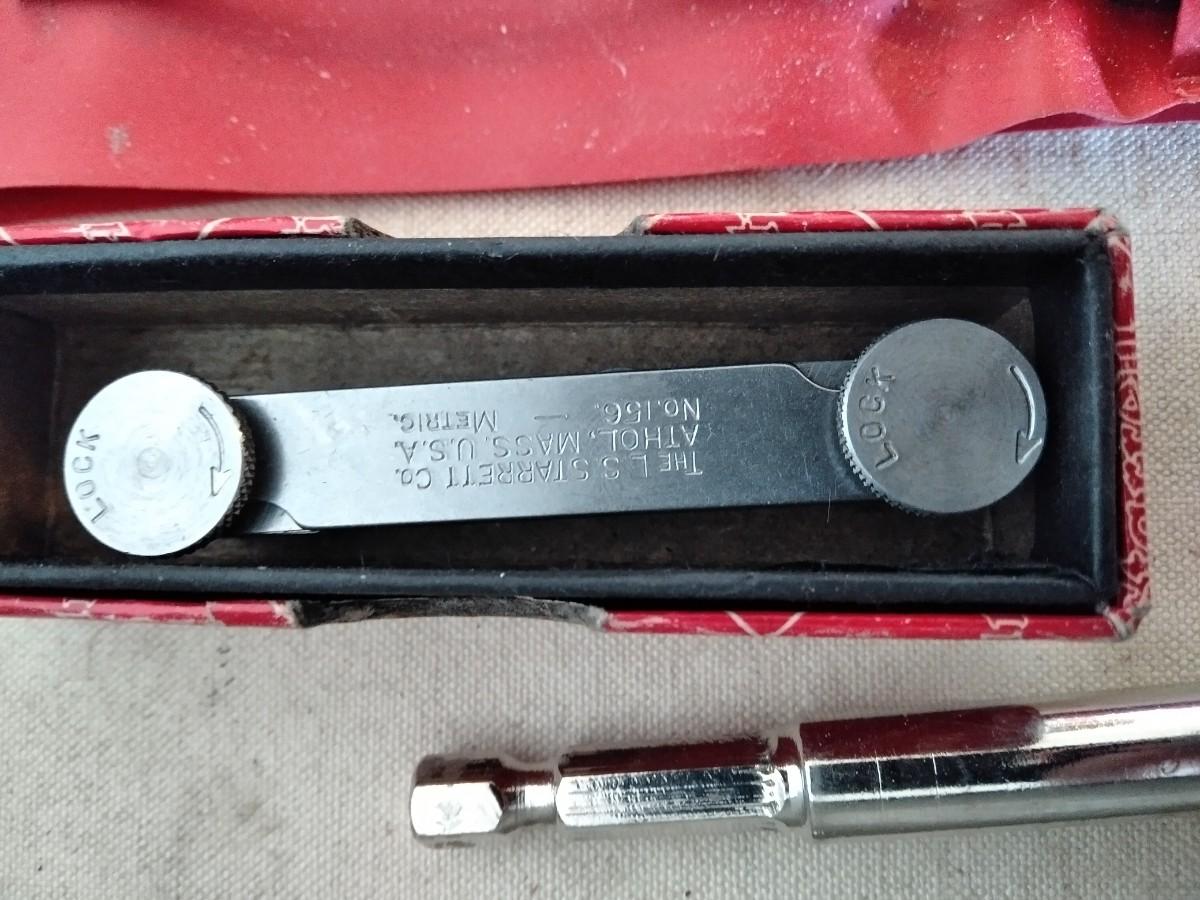 LOCK
LOCK
THE L.S. STARRETT CO.
ATHOL, MASS. U.S.A.
NO.156. — METRIC.